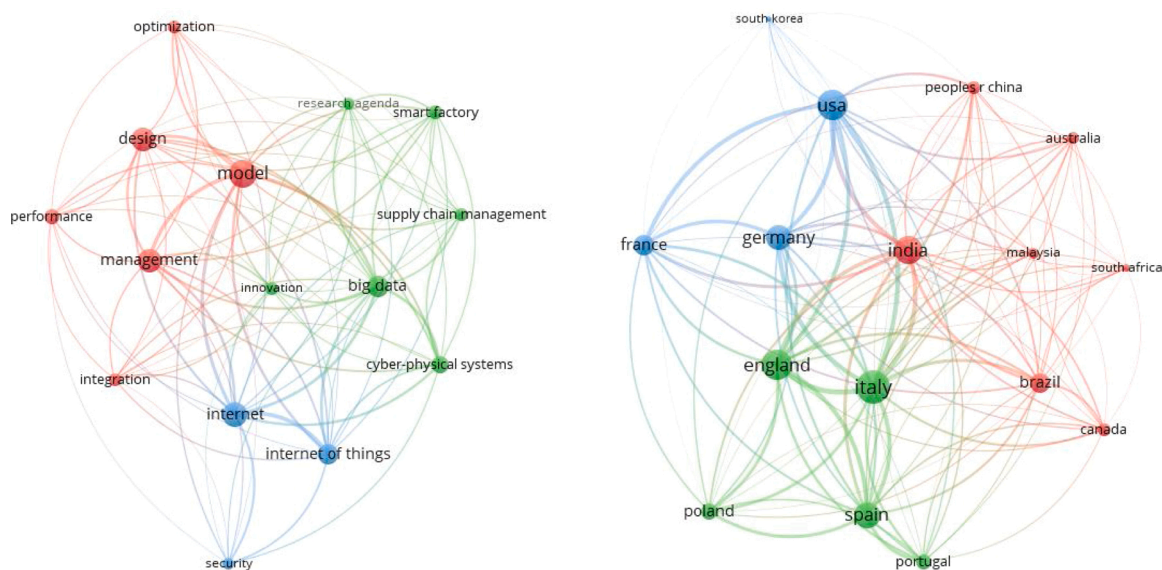 optimization
research agenda
smart factory
design
model
performance
supply chain management
management
innovation
big data
cyber-physical systems
integration
internet
internet of things
security
south korea
usa
peoples r china
australia
france
germany
india
malaysia
south africa
england
italy
brazil
canada
poland
spain
portugal